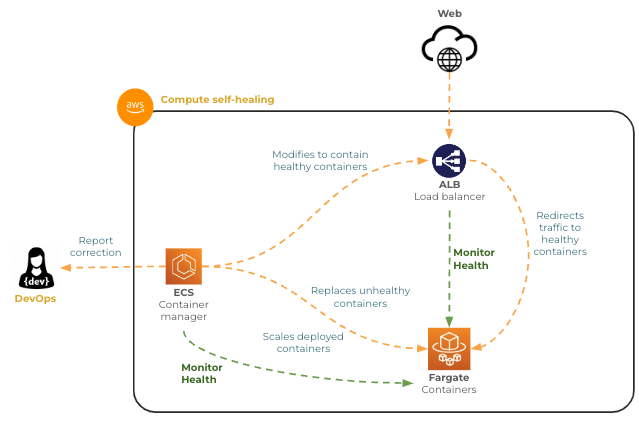 Web
aws
Compute self-healing
Modifies to contain
healthy containers
ALB
Load balancer
Redirects
traffic to
healthy
containers
Report
correction
Monitor
Health
{dev}
DevOps
ECS
Container
manager
Replaces unhealthy
containers
Scales deployed
containers
Monitor
Health
Fargate
Containers